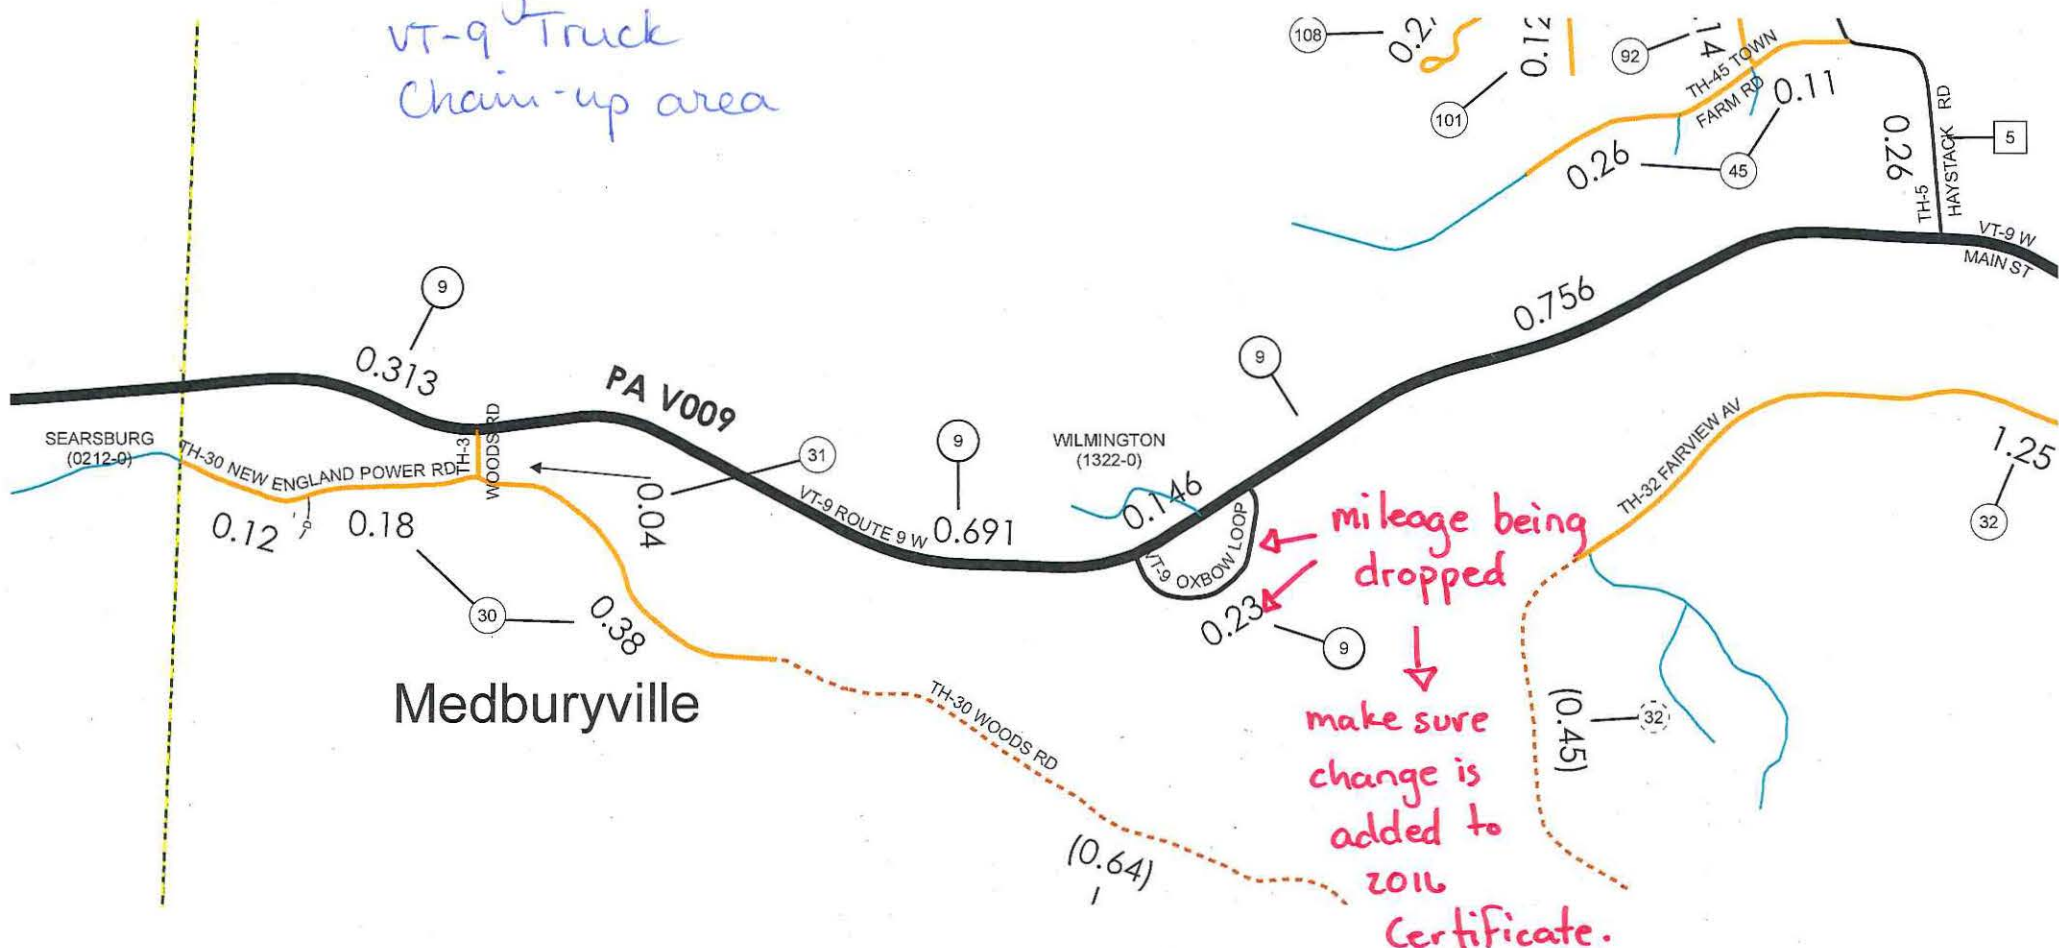 VT-9 Truck
Chain-up area
108
0.2
101
0.12
92
.14
TH-45 TOWN
FARM RD
0.11
0.26
45
0.26
TH-5
HAYSTACK RD
5
VT-9 W
MAIN ST
9
0.313
PA V009
0.756
9
SEARSBURG
(0212-0)
TH-30 NEW ENGLAND POWER RD
TH-3
WOODS RD
31
0.04
VT-9 ROUTE 9 W
9
0.691
WILMINGTON
(1322-0)
0.146
VT-9 OXBOW LOOP
0.23
9
mileage being
dropped
make sure
change is
added to
2016
Certificate.
TH-32 FAIRVIEW AV
1.25
32
0.12
0.18
30
0.38
Medburyville
TH-30 WOODS RD
(0.64)
(0.45)
32